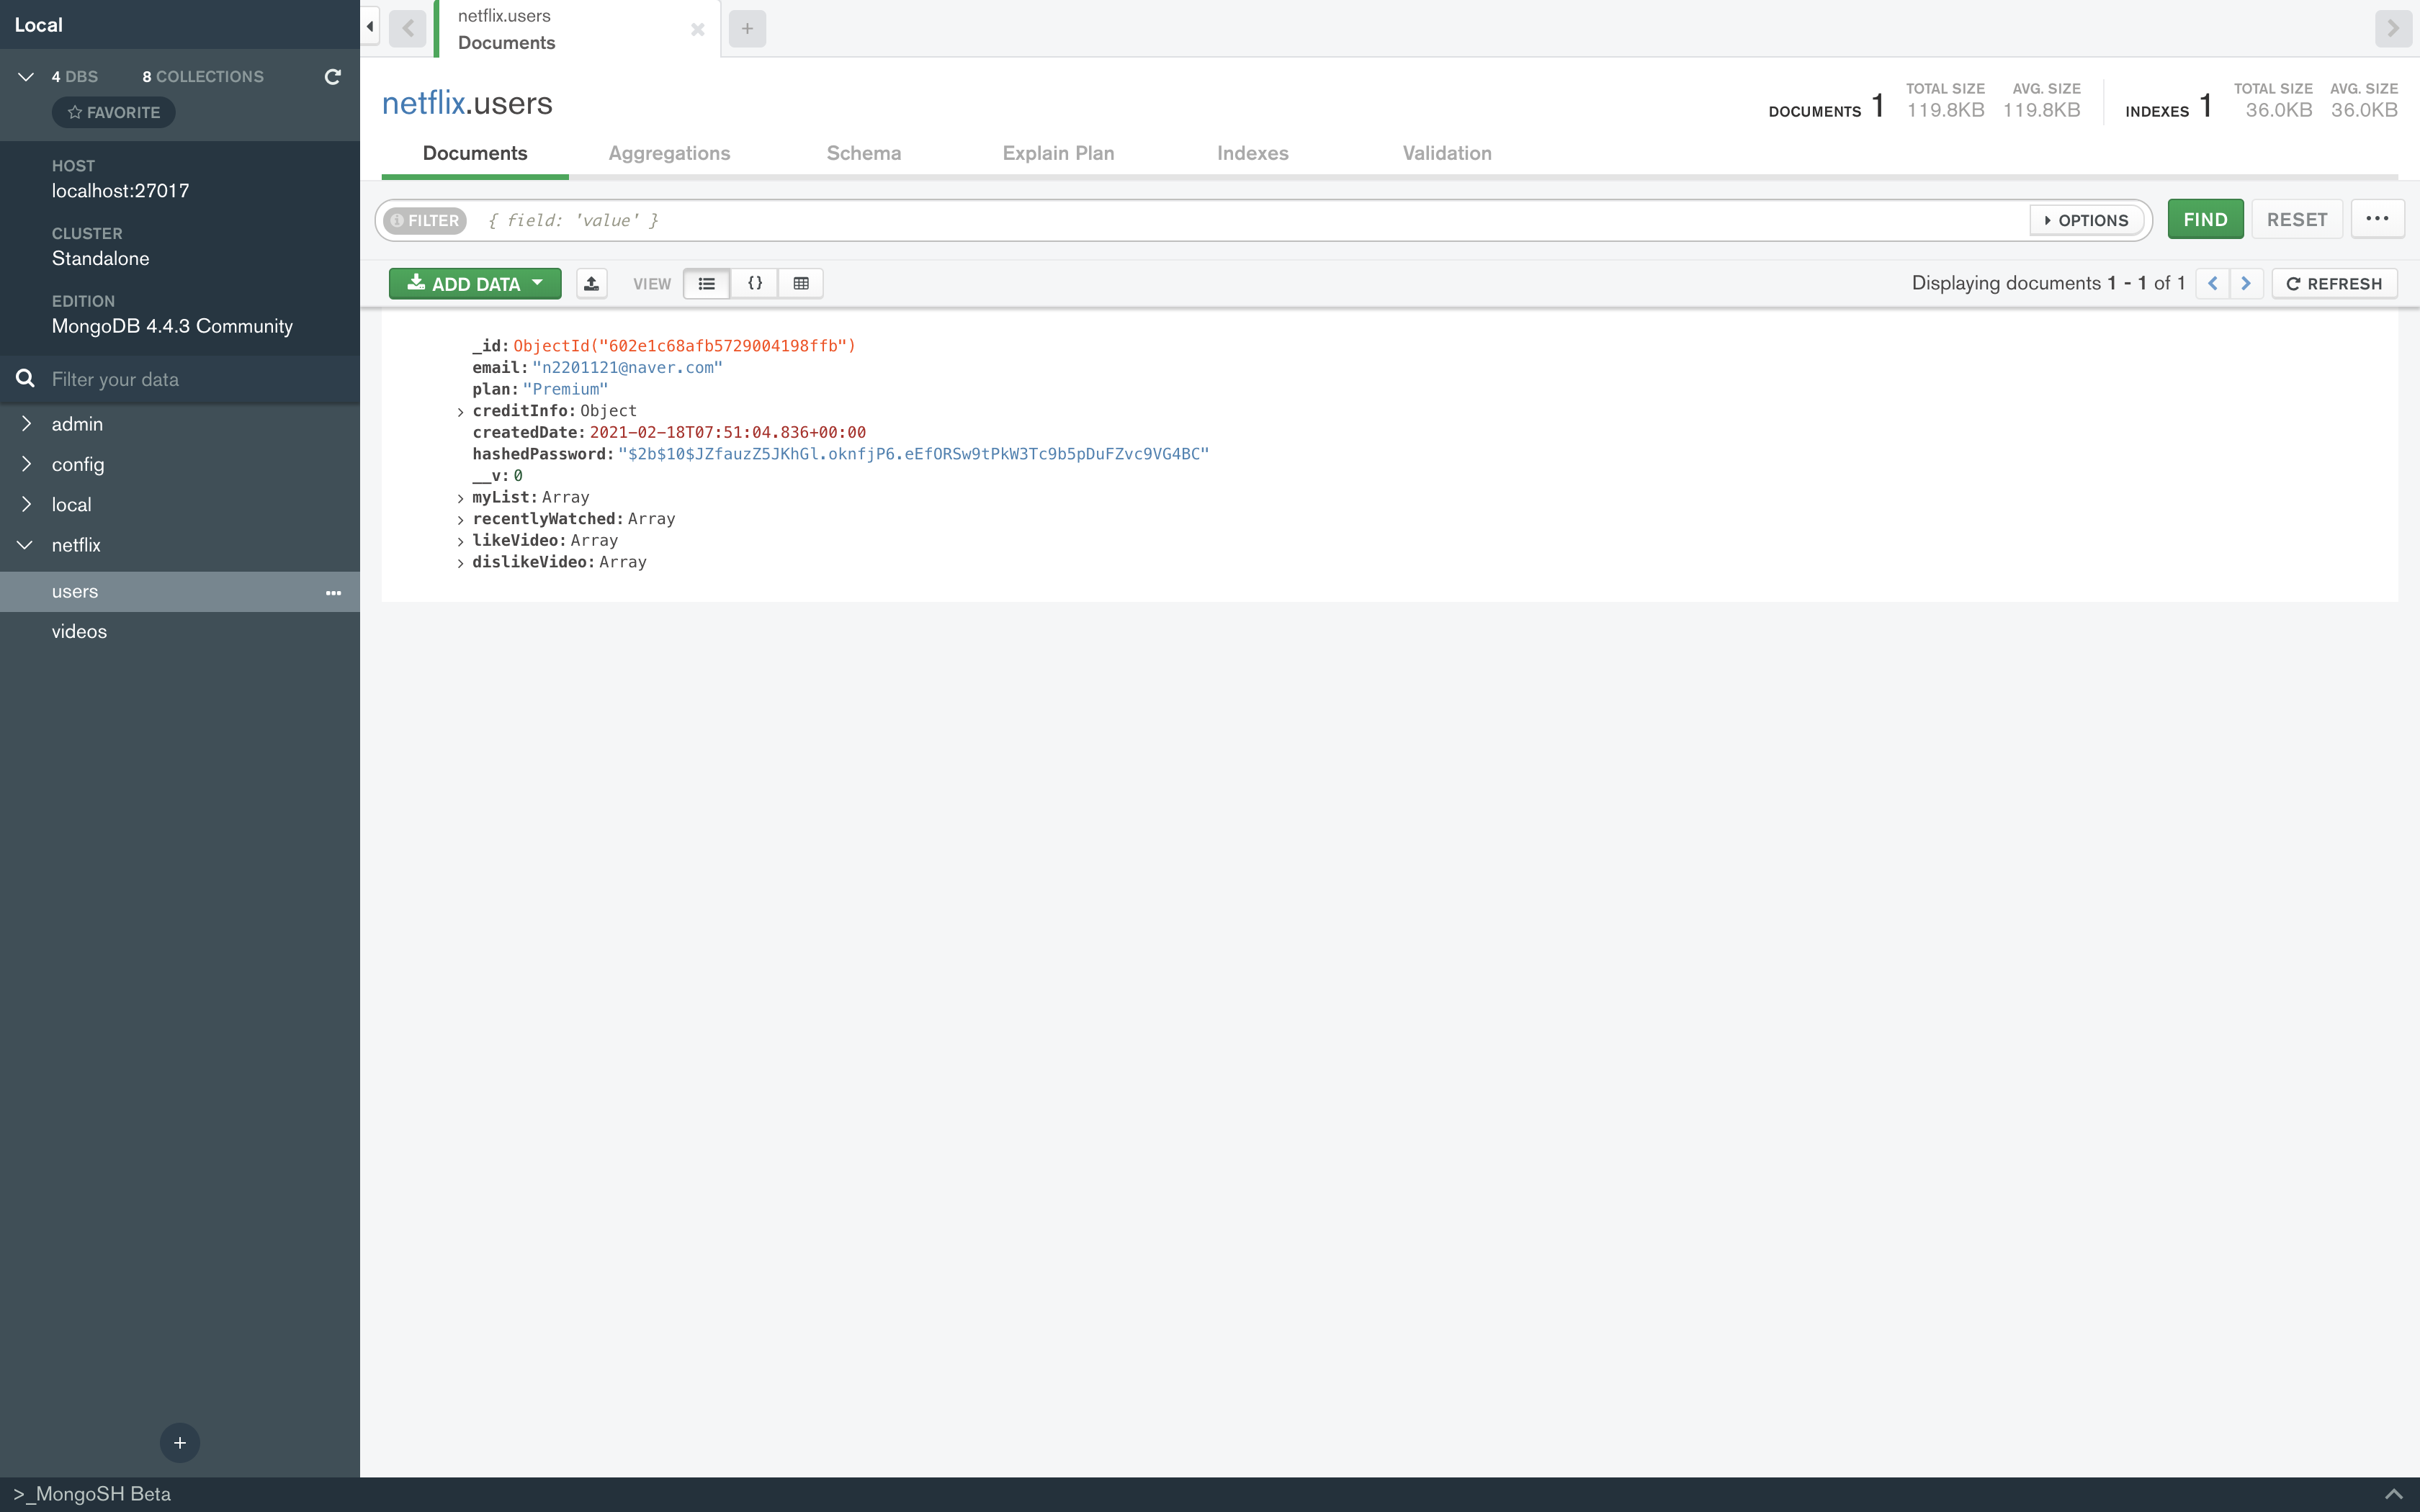 Local
4 DBS 8 COLLECTIONS
FAVORITE
HOST
localhost:27017
CLUSTER
Standalone
EDITION
MongoDB 4.4.3 Community
Filter your data
admin
config
local
netflix
users
videos
>_MongoSH Beta
netflix.users
Documents
netflix.users
DOCUMENTS 1 TOTAL SIZE 119.8KB AVG. SIZE 119.8KB INDEXES 1 TOTAL SIZE 36.0KB AVG. SIZE 36.0KB
Documents Aggregations Schema Explain Plan Indexes Validation
FILTER { field: 'value' } OPTIONS FIND RESET
ADD DATA VIEW {} Displaying documents 1 - 1 of 1 REFRESH
_id: ObjectId("602e1c68afb5729004198ffb")
email: "n2201121@naver.com"
plan: "Premium"
creditInfo: Object
createdDate: 2021-02-18T07:51:04.836+00:00
hashedPassword: "$2b$10$JZfauzZ5JKhGl.oknfjP6.eEfORSw9tPkW3Tc9b5pDuFZvc9VG4BC"
__v: 0
myList: Array
recentlyWatched: Array
likeVideo: Array
dislikeVideo: Array